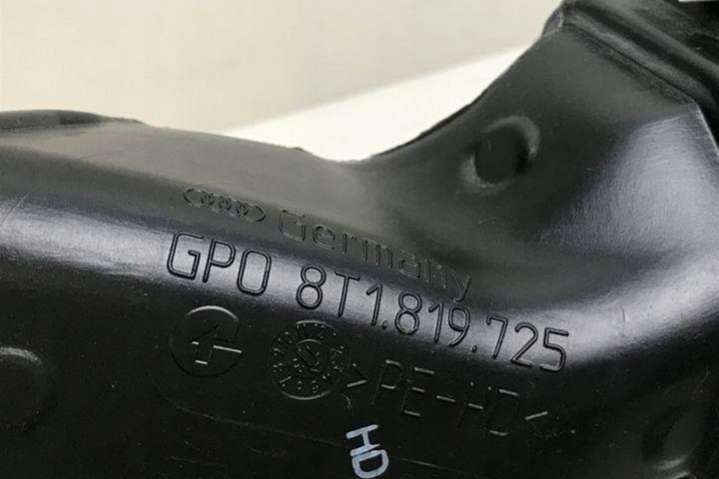 Germany
GPO 8T1.819.725
>PE-HD<
HD